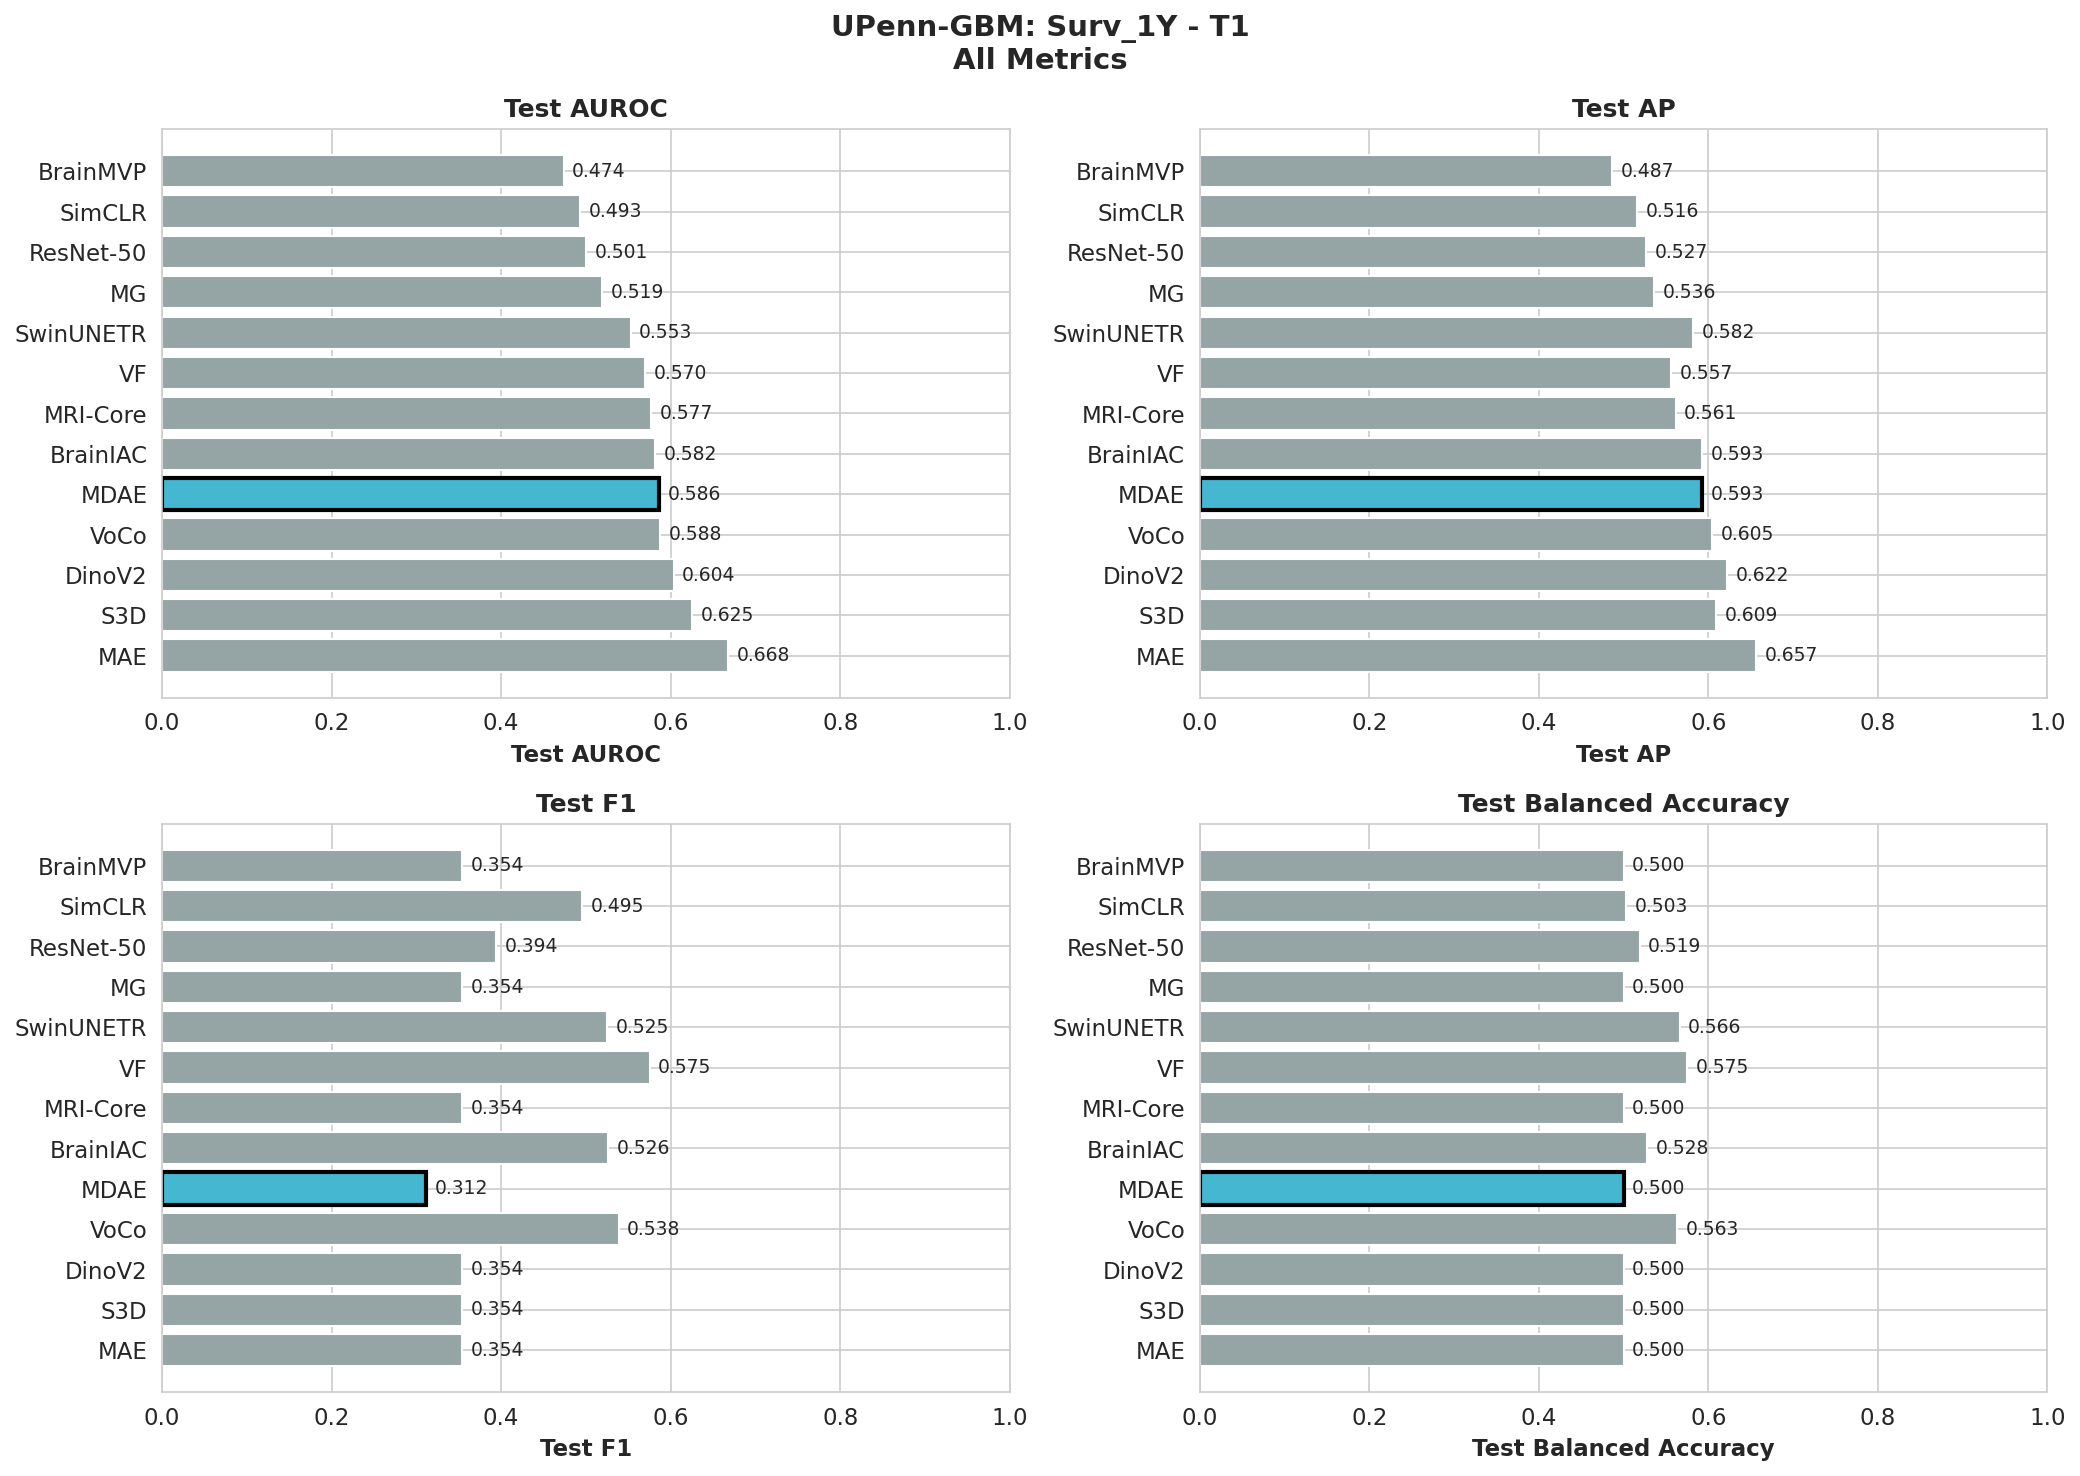 UPenn-GBM: Surv_1Y - T1
All Metrics
Test AUROC
BrainMVP 0.474
SimCLR 0.493
ResNet-50 0.501
MG 0.519
SwinUNETR 0.553
VF 0.570
MRI-Core 0.577
BrainIAC 0.582
MDAE 0.586
VoCo 0.588
DinoV2 0.604
S3D 0.625
MAE 0.668
0.0 0.2 0.4 0.6 0.8 1.0
Test AUROC
Test AP
BrainMVP 0.487
SimCLR 0.516
ResNet-50 0.527
MG 0.536
SwinUNETR 0.582
VF 0.557
MRI-Core 0.561
BrainIAC 0.593
MDAE 0.593
VoCo 0.605
DinoV2 0.622
S3D 0.609
MAE 0.657
0.0 0.2 0.4 0.6 0.8 1.0
Test AP
Test F1
BrainMVP 0.354
SimCLR 0.495
ResNet-50 0.394
MG 0.354
SwinUNETR 0.525
VF 0.575
MRI-Core 0.354
BrainIAC 0.526
MDAE 0.312
VoCo 0.538
DinoV2 0.354
S3D 0.354
MAE 0.354
0.0 0.2 0.4 0.6 0.8 1.0
Test F1
Test Balanced Accuracy
BrainMVP 0.500
SimCLR 0.503
ResNet-50 0.519
MG 0.500
SwinUNETR 0.566
VF 0.575
MRI-Core 0.500
BrainIAC 0.528
MDAE 0.500
VoCo 0.563
DinoV2 0.500
S3D 0.500
MAE 0.500
0.0 0.2 0.4 0.6 0.8 1.0
Test Balanced Accuracy